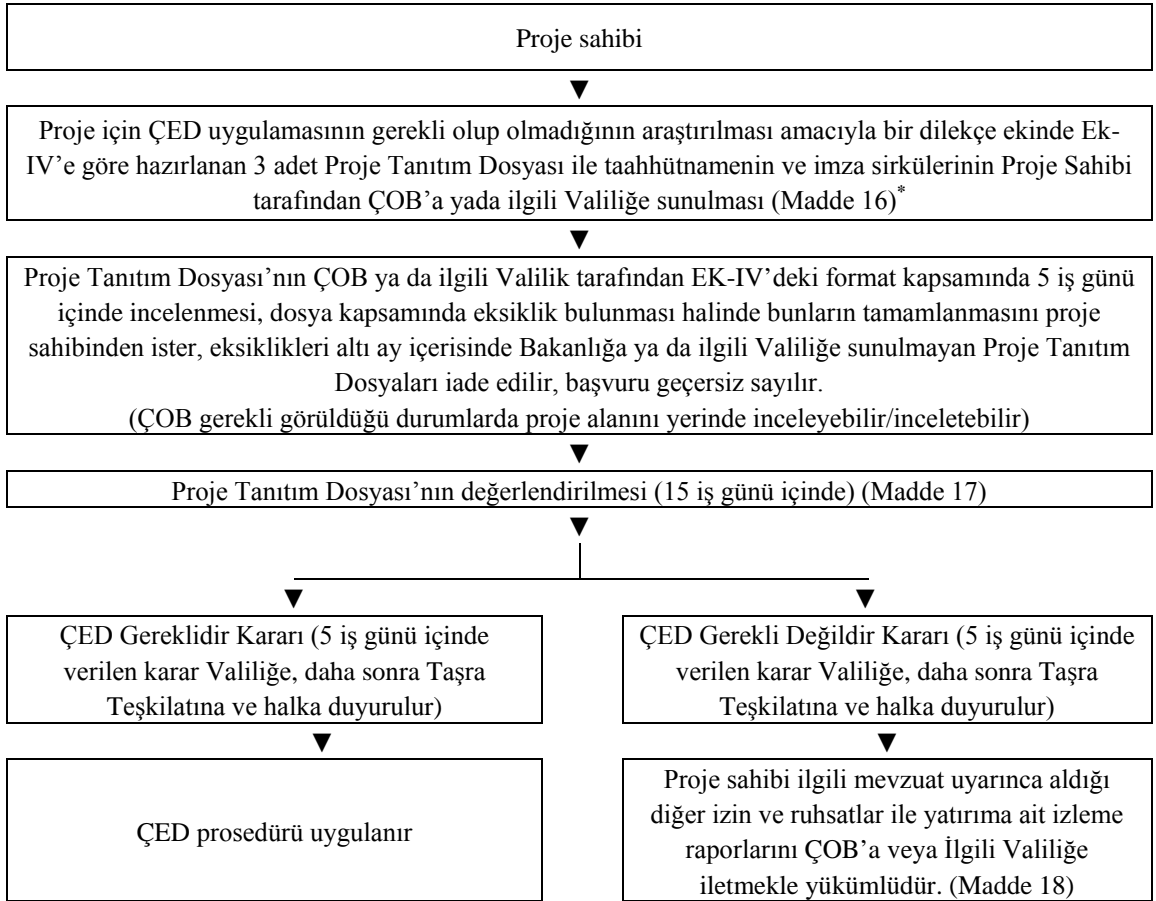 Proje sahibi
▼
Proje için ÇED uygulamasının gerekli olup olmadığının araştırılması amacıyla bir dilekçe ekinde Ek-
IV’e göre hazırlanan 3 adet Proje Tanıtım Dosyası ile taahhütnamenin ve imza sirkülerinin Proje Sahibi
tarafından ÇOB’a yada ilgili Valiliğe sunulması (Madde 16)*
▼
Proje Tanıtım Dosyası’nın ÇOB ya da ilgili Valilik tarafından EK-IV’deki format kapsamında 5 iş günü
içinde incelenmesi, dosya kapsamında eksiklik bulunması halinde bunların tamamlanmasını proje
sahibinden ister, eksiklikleri altı ay içerisinde Bakanlığa ya da ilgili Valiliğe sunulmayan Proje Tanıtım
Dosyaları iade edilir, başvuru geçersiz sayılır.
(ÇOB gerekli görüldüğü durumlarda proje alanını yerinde inceleyebilir/inceletebilir)
▼
Proje Tanıtım Dosyası’nın değerlendirilmesi (15 iş günü içinde) (Madde 17)
▼
▼
ÇED Gereklidir Kararı (5 iş günü içinde
verilen karar Valiliğe, daha sonra Taşra
Teşkilatına ve halka duyurulur)
▼
ÇED prosedürü uygulanır
▼
ÇED Gerekli Değildir Kararı (5 iş günü içinde
verilen karar Valiliğe, daha sonra Taşra
Teşkilatına ve halka duyurulur)
▼
Proje sahibi ilgili mevzuat uyarınca aldığı
diğer izin ve ruhsatlar ile yatırıma ait izleme
raporlarını ÇOB’a veya İlgili Valiliğe
iletmekle yükümlüdür. (Madde 18)